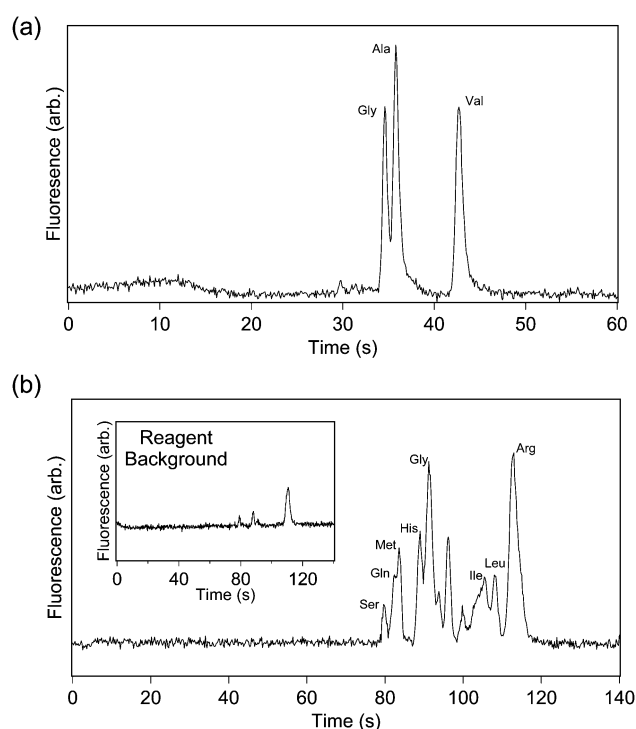 (a)
Fluoresence (arb.)
Ala
Gly
Val
0 10 20 30 40 50 60
Time (s)
(b)
Fluorescence (arb.)
Reagent
Background
Fluorescence (arb.)
0 40 80 120
Time (s)
Gly
Arg
His
Met
Gln
Ser
Ile
Leu
0 20 40 60 80 100 120 140
Time (s)